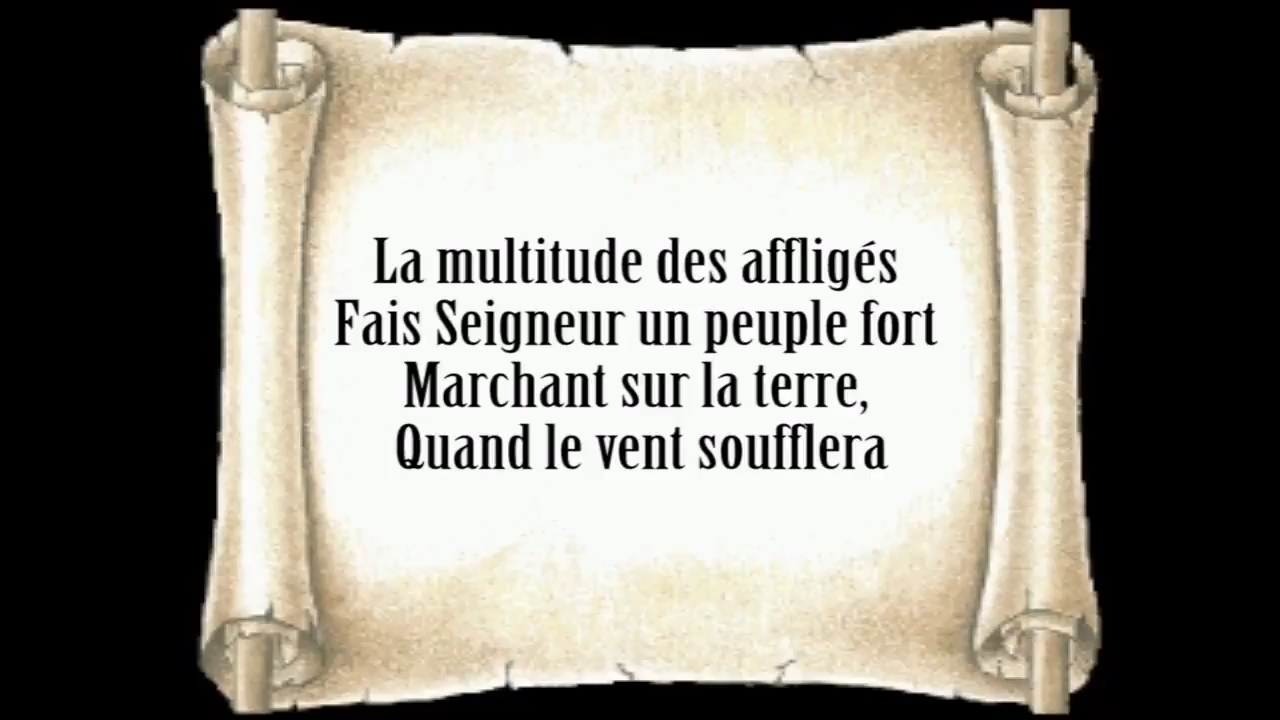 La multitude des affligés
Fais Seigneur un peuple fort
Marchant sur la terre,
Quand le vent soufflera